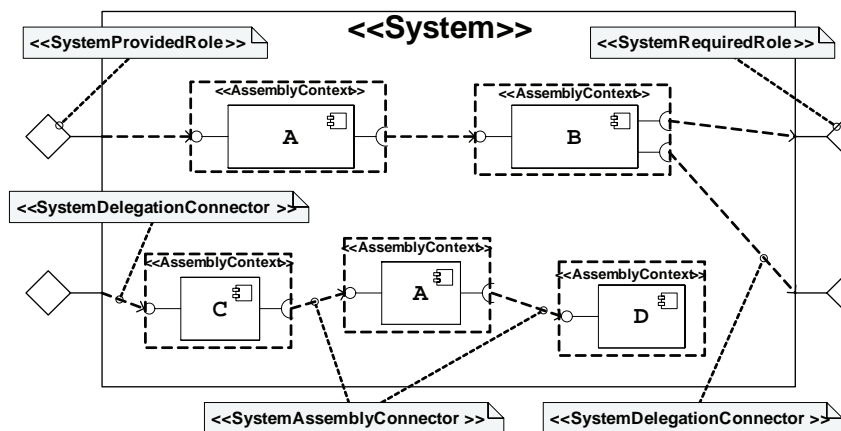 <<System>>
<<SystemProvidedRole>>
<<SystemRequiredRole>>
<<AssemblyContext>>
<<AssemblyContext>>
A
B
<<SystemDelegationConnector >>
<<AssemblyContext>>
<<AssemblyContext>>
<<AssemblyContext>>
C
A
D
<<SystemAssemblyConnector >>
<<SystemDelegationConnector >>